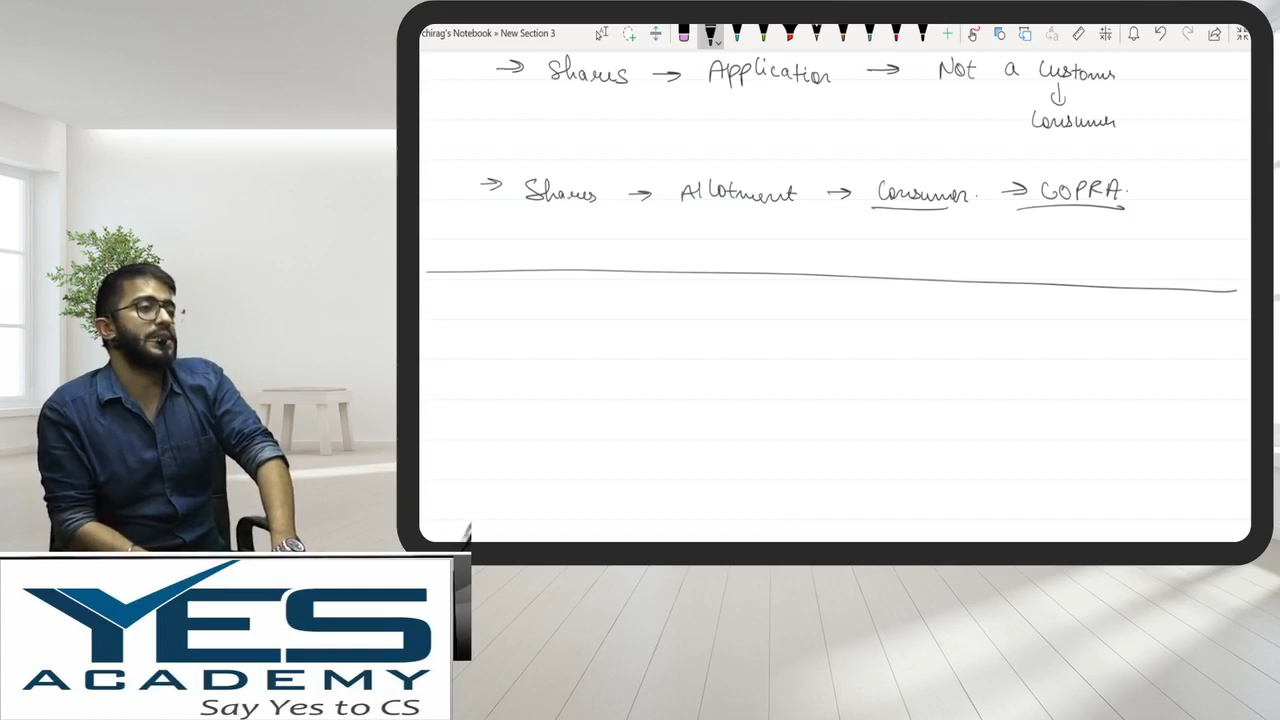 chirag's Notebook » New Section 3
→ Shares → Application → Not a Customer
↓
Consumer
→ Shares → Allotment → Consumer. → COPRA.
YES
ACADEMY
Say Yes to CS